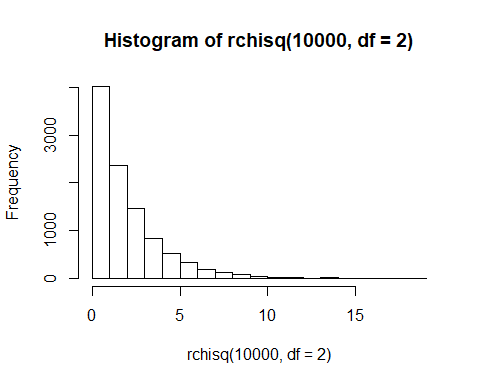 Histogram of rchisq(10000, df = 2)
Frequency
3000
1000
0
0 5 10 15
rchisq(10000, df = 2)